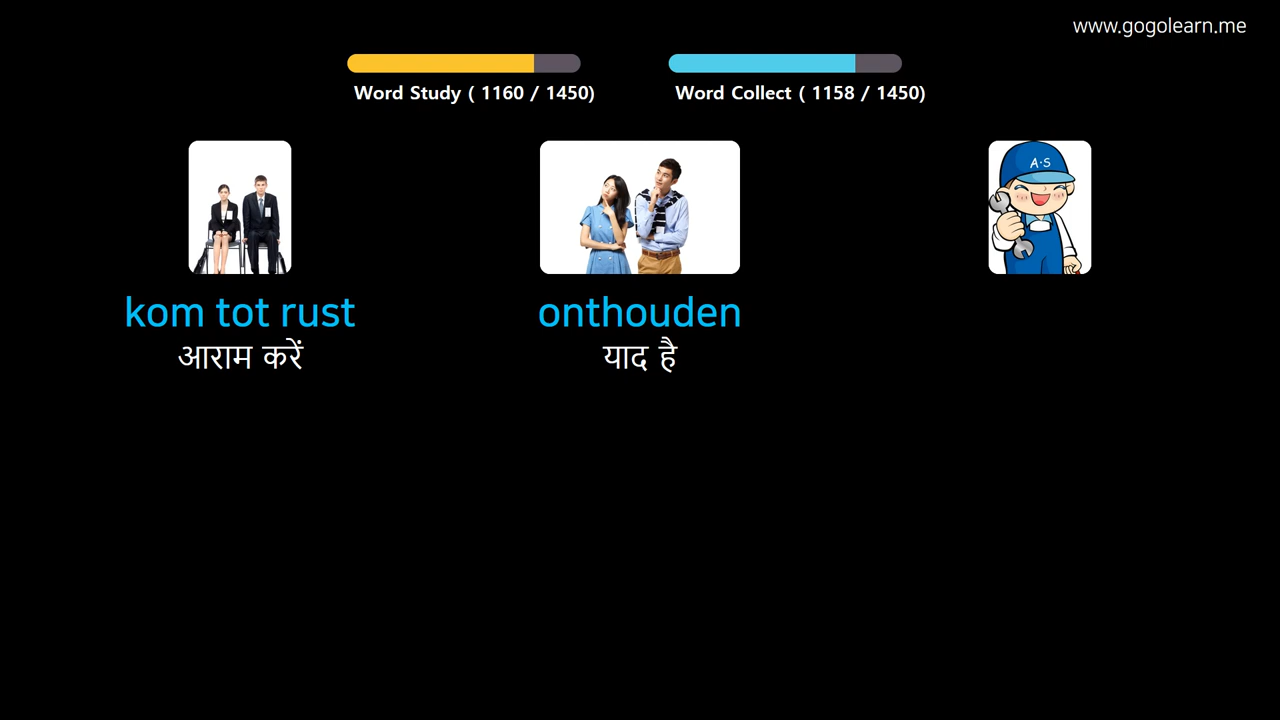 www.gogolearn.me
Word Study ( 1160 / 1450)
Word Collect ( 1158 / 1450)
A·S
kom tot rust
आराम करें
onthouden
याद है